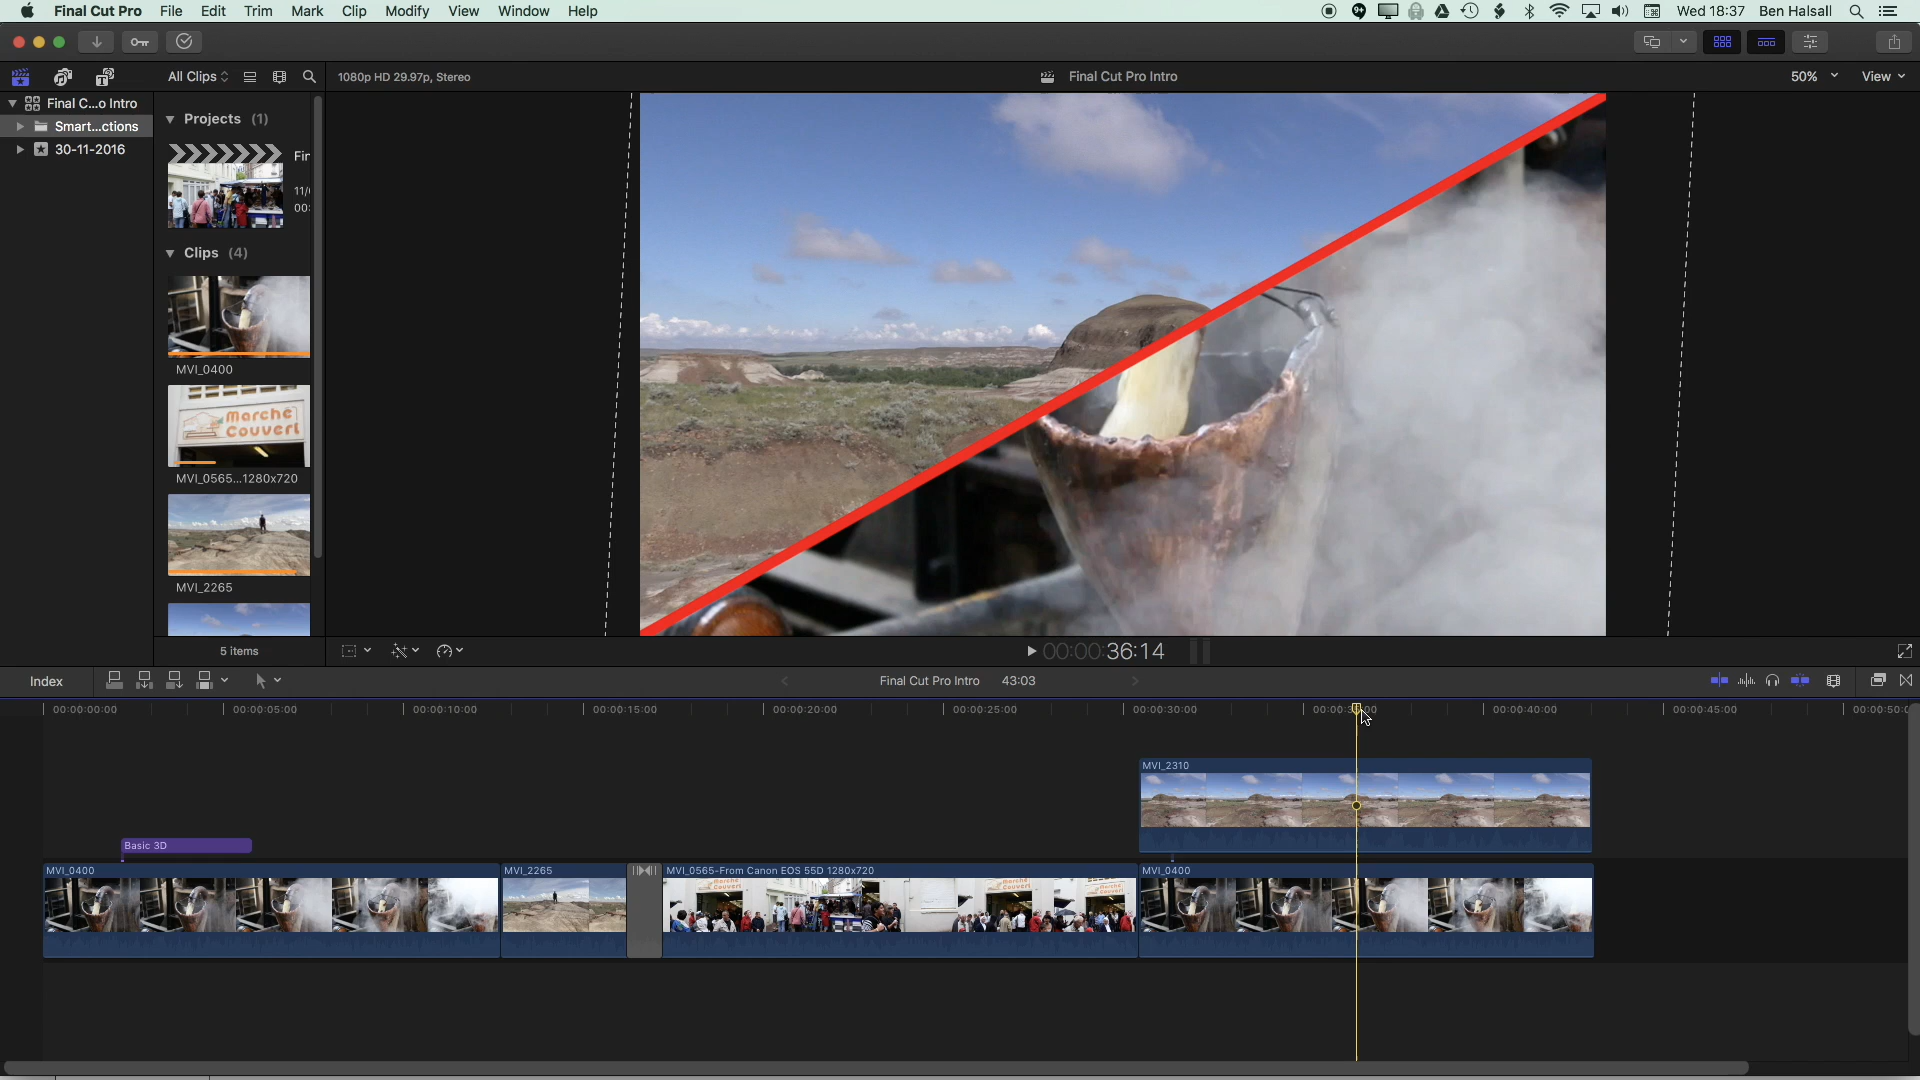 Final Cut Pro File Edit Trim Mark Clip Modify View Window Help 9+ Wed 18:37 Ben Halsall
All Clips 1080p HD 29.97p, Stereo Final Cut Pro Intro 50% View
Final C...o Intro
Smart...ctions
30-11-2016
Projects (1)
Fin
11/
00:
Clips (4)
MVI_0400
Marché
Couvert
MVI_0565...1280x720
MVI_2265
5 items
00:00:00:36:14
Index Final Cut Pro Intro 43:03
00:00:00:00 00:00:05:00 00:00:10:00 00:00:15:00 00:00:20:00 00:00:25:00 00:00:30:00 00:00:40:00 00:00:45:00 00:00:50:0
MVI_2310
Basic 3D
MVI_0400 MVI_2265 MVI_0565-From Canon EOS 55D 1280x720 MVI_0400